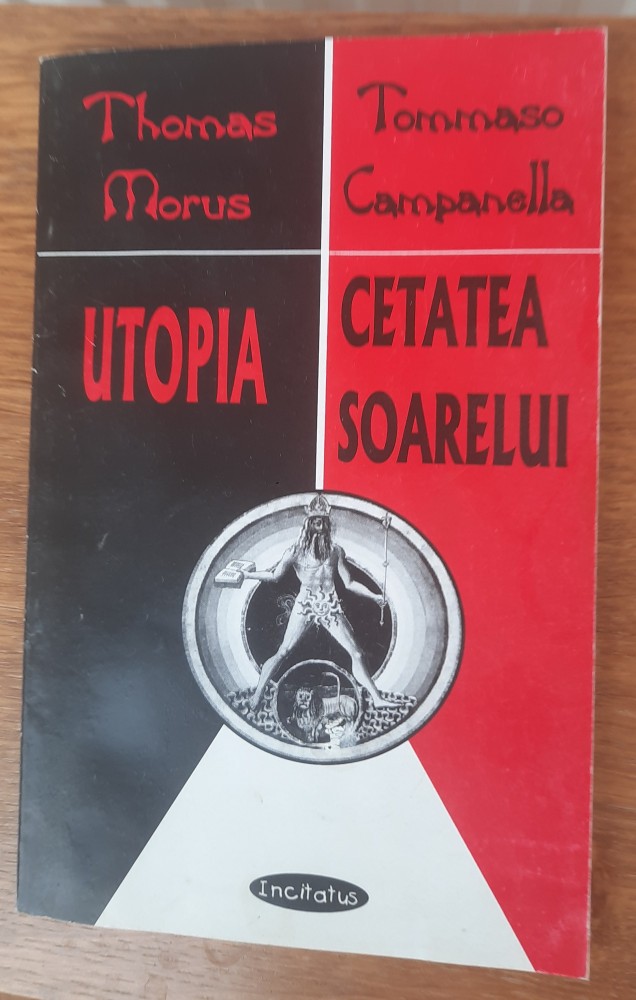 Thomas
Morus
UTOPIA
Tommaso
Campanella
CETATEA
SOARELUI
Incitatus